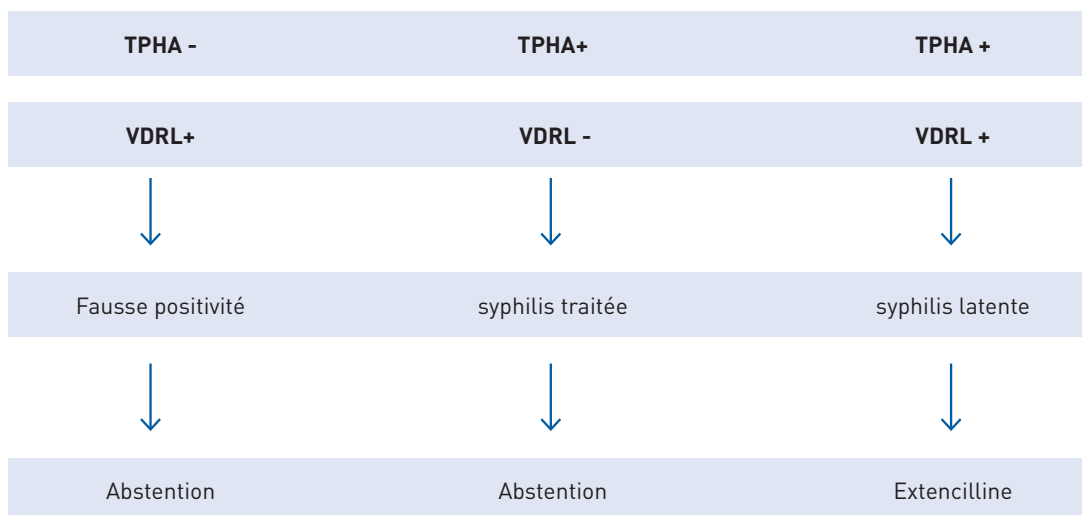 TPHA - TPHA+ TPHA +
VDRL+ VDRL - VDRL +
Fausse positivité syphilis traitée syphilis latente
Abstention Abstention Extencilline